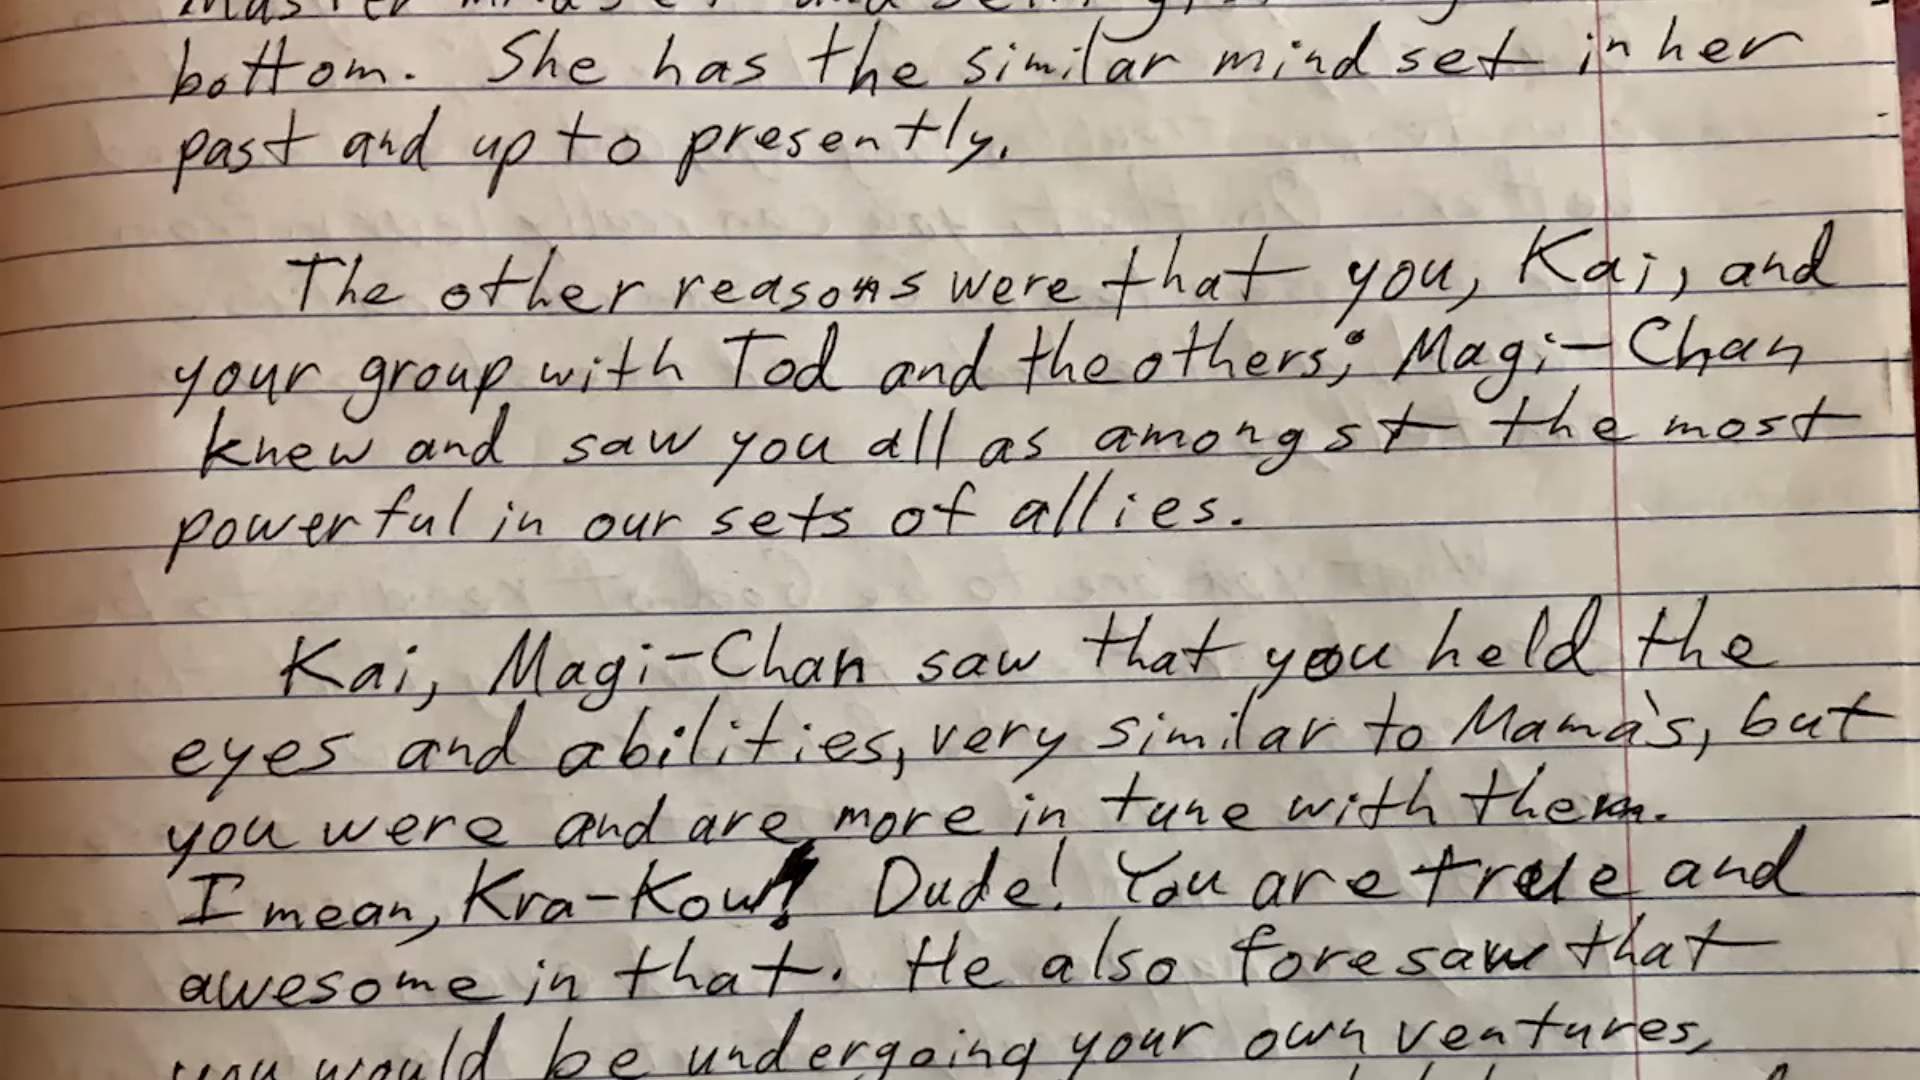 bottom. She has the similar mind set in her
past and up to presently.
The other reasons were that you, Kai, and
your group with Tod and the others; Magi-Chan
knew and saw you all as amongst the most
powerful in our sets of allies.
Kai, Magi-Chan saw that you held the
eyes and abilities, very similar to Mama's, but
you were and are more in tune with them.
I mean, Kra-Kow! Dude! You are true and
awesome in that. He also foresaw that
you would be undergoing your own ventures,